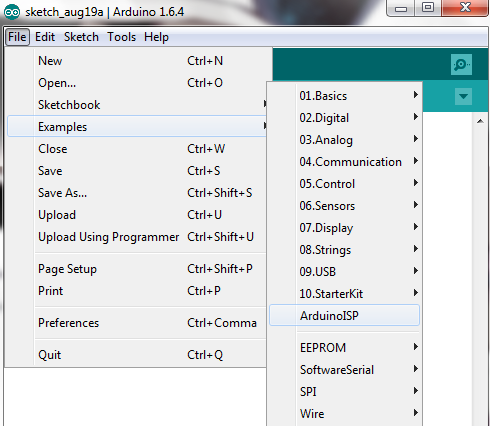 sketch_aug19a | Arduino 1.6.4
File Edit Sketch Tools Help
New Ctrl+N
Open... Ctrl+O
Sketchbook
Examples
Close Ctrl+W
Save Ctrl+S
Save As... Ctrl+Shift+S
Upload Ctrl+U
Upload Using Programmer Ctrl+Shift+U
Page Setup Ctrl+Shift+P
Print Ctrl+P
Preferences Ctrl+Comma
Quit Ctrl+Q
01.Basics
02.Digital
03.Analog
04.Communication
05.Control
06.Sensors
07.Display
08.Strings
09.USB
10.StarterKit
ArduinoISP
EEPROM
SoftwareSerial
SPI
Wire